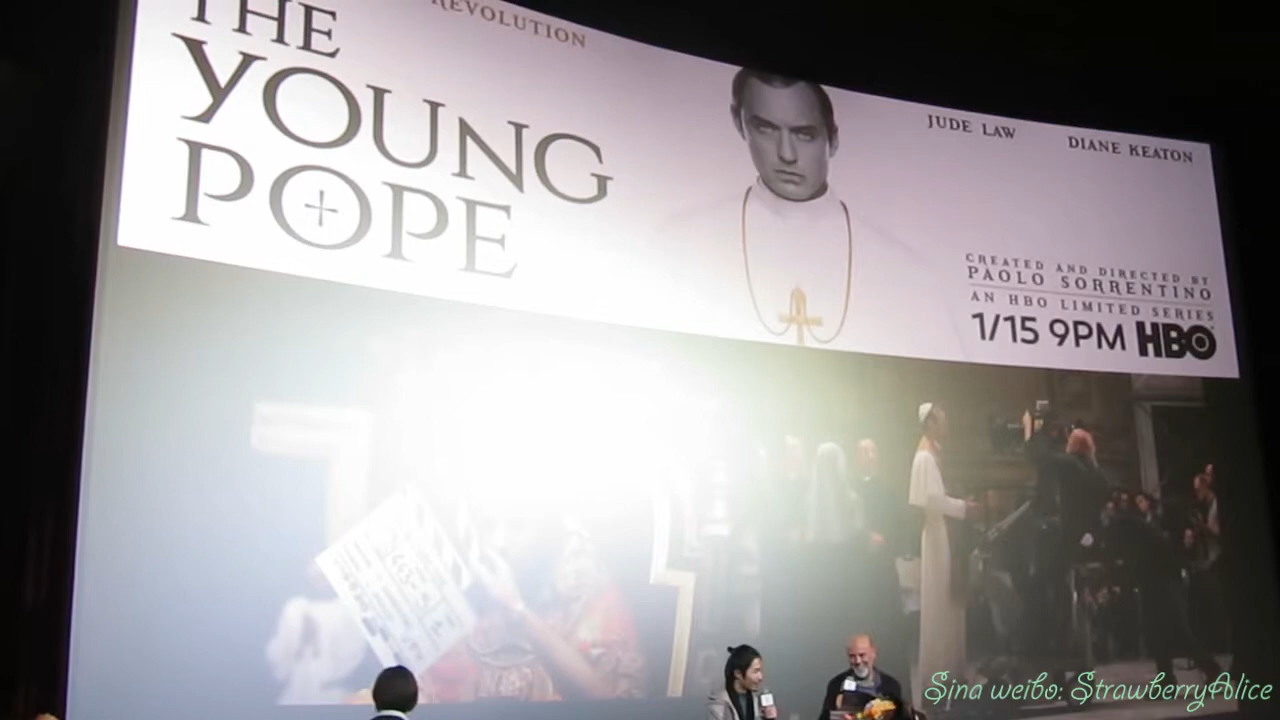 REVOLUTION
THE
YOUNG
POPE
JUDE LAW
DIANE KEATON
CREATED AND DIRECTED BY
PAOLO SORRENTINO
AN HBO LIMITED SERIES
1/15 9PM HBO
Sina weibo: StrawberryAlice